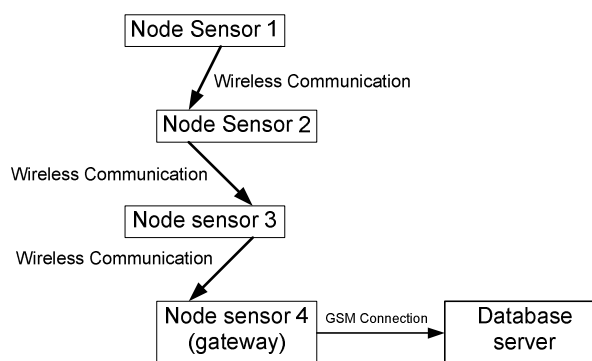 Node Sensor 1
Wireless Communication
Node Sensor 2
Wireless Communication
Node sensor 3
Wireless Communication
Node sensor 4
(gateway)
GSM Connection
Database
server